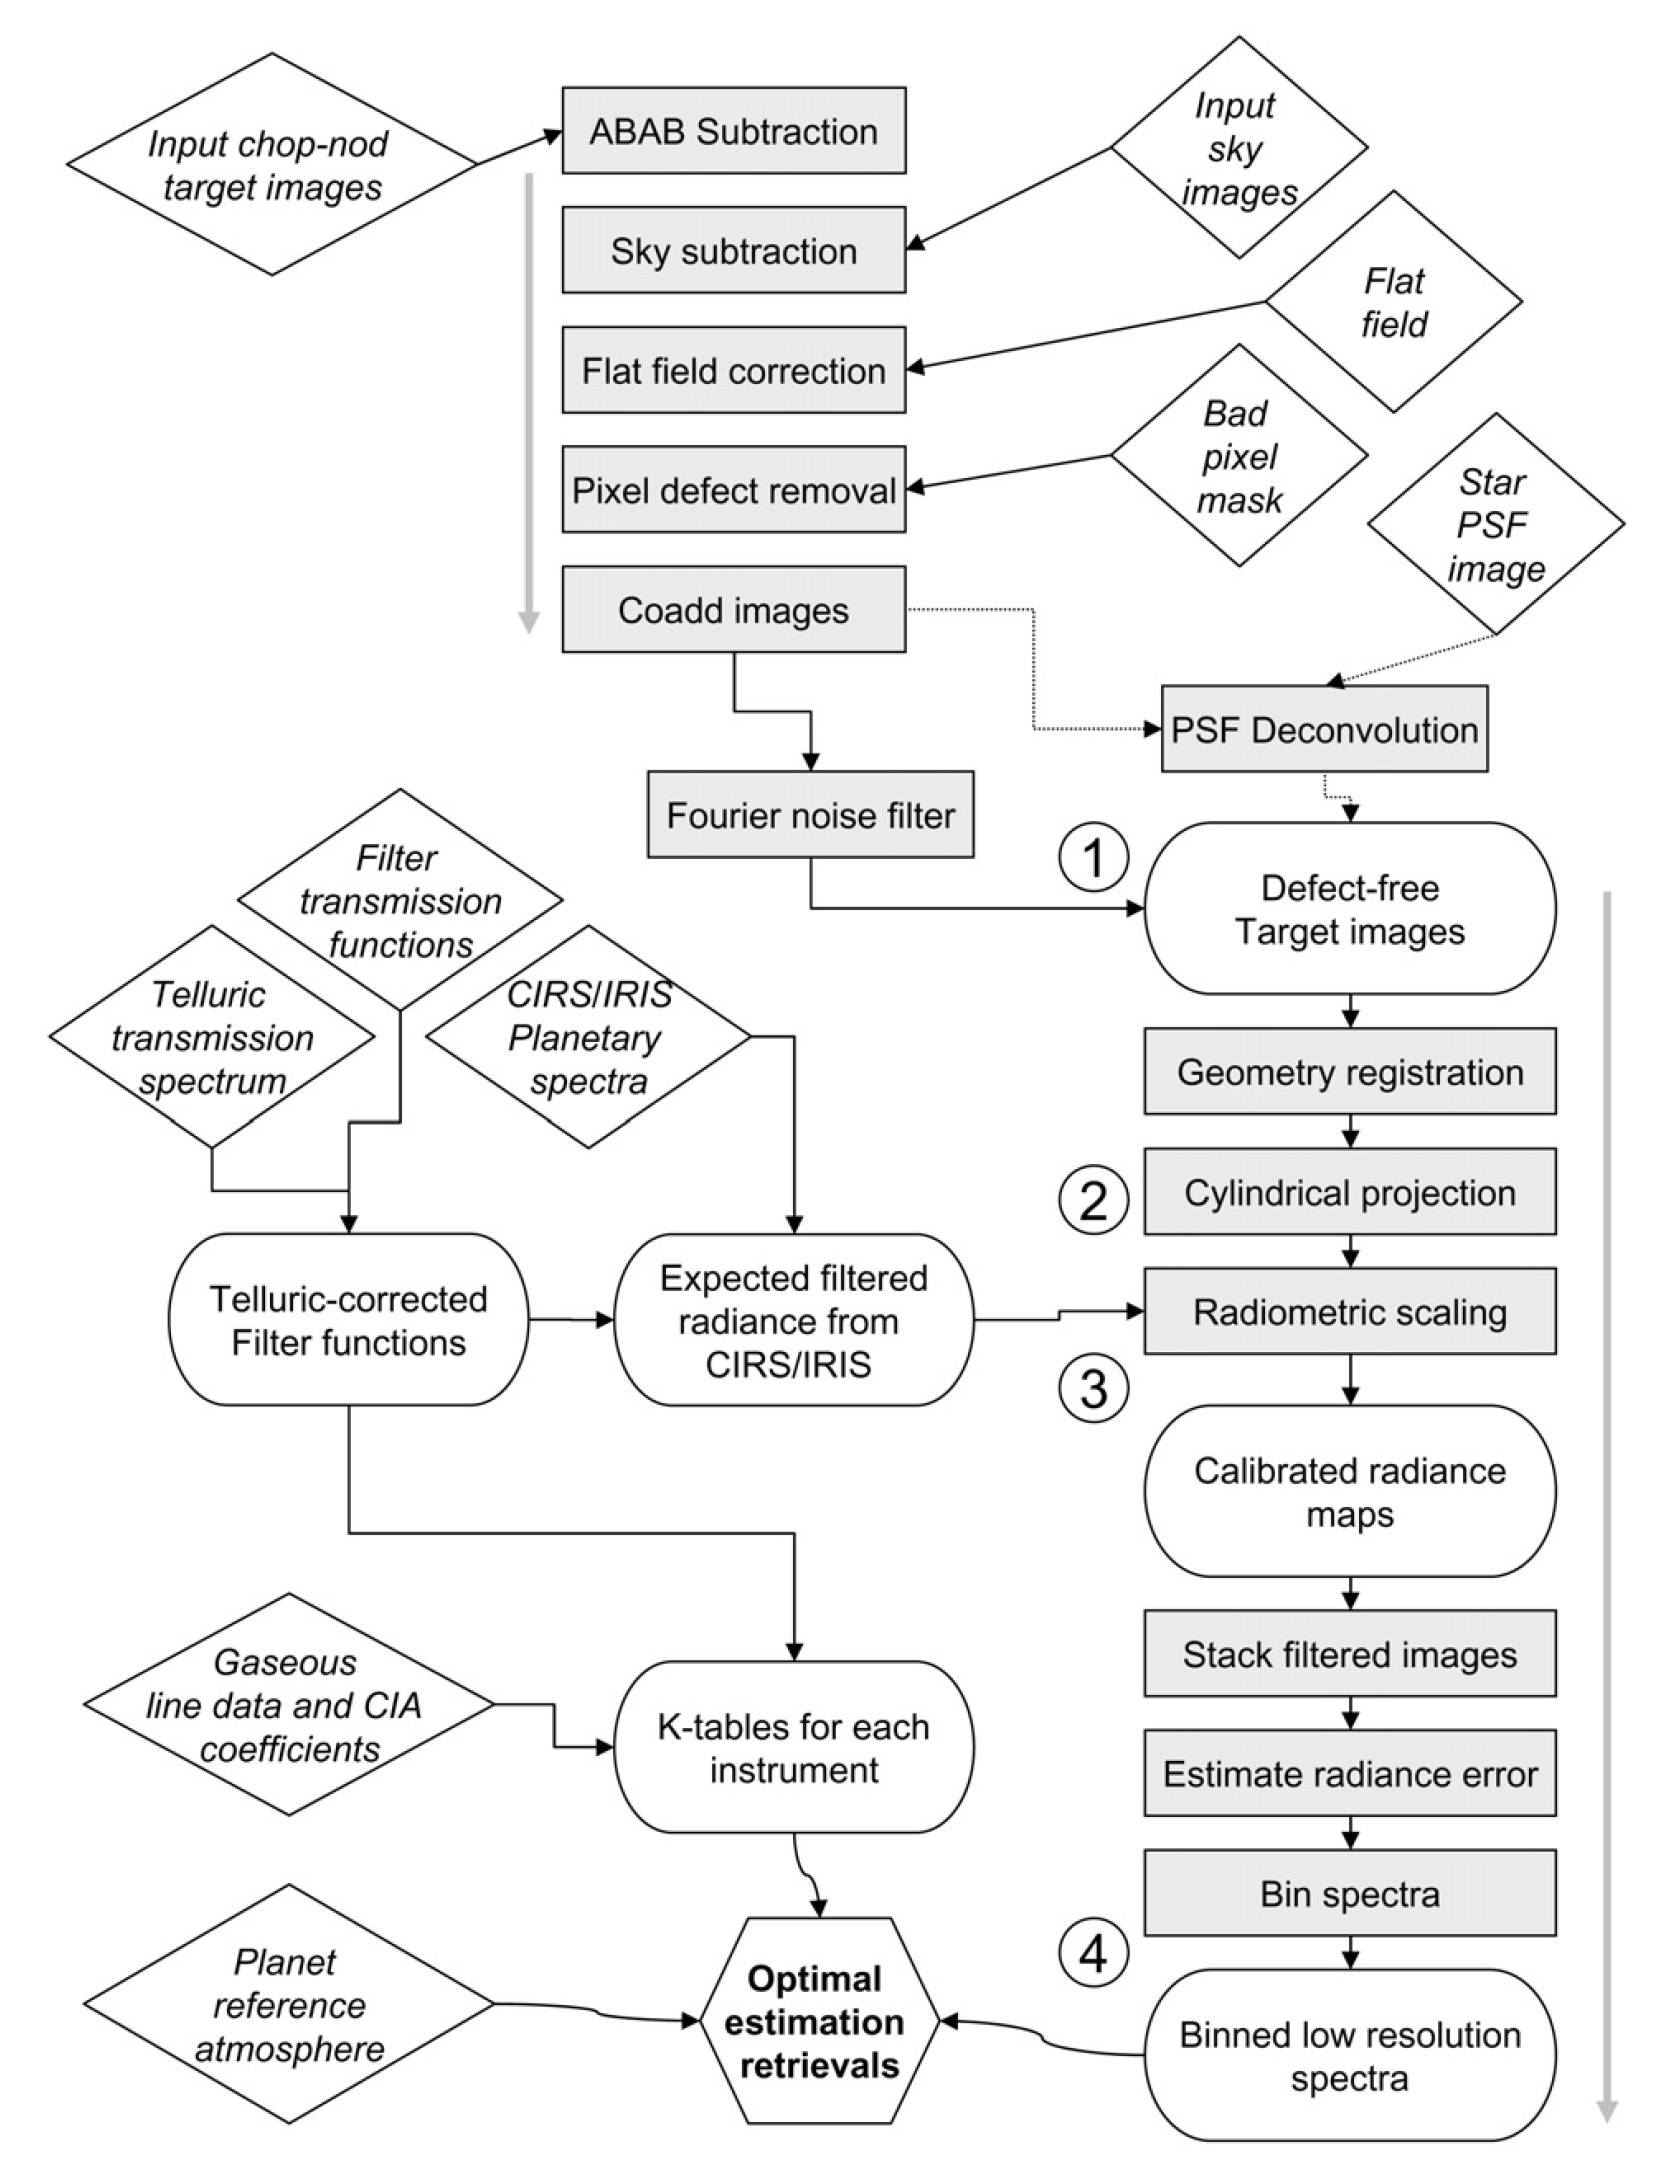 Input chop-nod
target images
ABAB Subtraction
Input
sky
images
Sky subtraction
Flat
field
Flat field correction
Bad
pixel
mask
Pixel defect removal
Star
PSF
image
Coadd images
PSF Deconvolution
Fourier noise filter
1
Defect-free
Target images
Filter
transmission
functions
Telluric
transmission
spectrum
CIRS/IRIS
Planetary
spectra
Geometry registration
2
Cylindrical projection
Telluric-corrected
Filter functions
Expected filtered
radiance from
CIRS/IRIS
Radiometric scaling
3
Calibrated radiance
maps
Stack filtered images
Gaseous
line data and CIA
coefficients
K-tables for each
instrument
Estimate radiance error
Bin spectra
4
Planet
reference
atmosphere
Optimal
estimation
retrievals
Binned low resolution
spectra